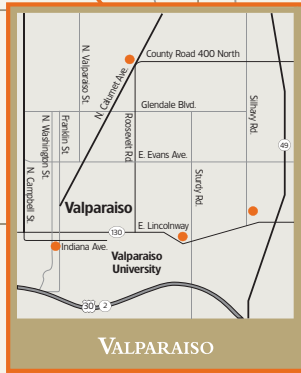 N. Valparaiso St.
N. Calumet Ave.
County Road 400 North
Glendale Blvd.
Silhavy Rd.
N. Washington St.
Franklin St.
Roosevelt Rd.
E. Evans Ave.
49
N. Campbell St.
Sturdy Rd.
Valparaiso
E. Lincolnway
130
Indiana Ave.
Valparaiso
University
30
2
VALPARAISO